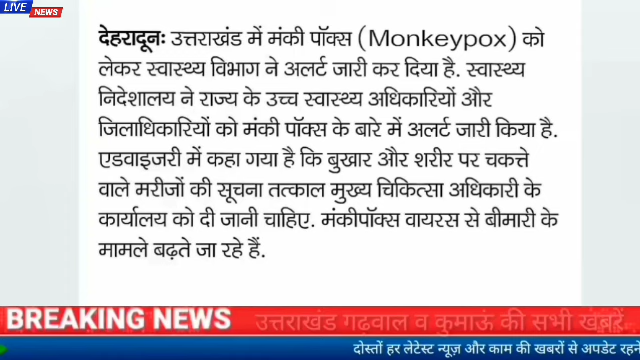 LIVE
NEWS
देहरादूनः उत्तराखंड में मंकी पॉक्स (Monkeypox) को
लेकर स्वास्थ्य विभाग ने अलर्ट जारी कर दिया है. स्वास्थ्य
निदेशालय ने राज्य के उच्च स्वास्थ्य अधिकारियों और
जिलाधिकारियों को मंकी पॉक्स के बारे में अलर्ट जारी किया है.
एडवाइजरी में कहा गया है कि बुखार और शरीर पर चकत्ते
वाले मरीजों की सूचना तत्काल मुख्य चिकित्सा अधिकारी के
कार्यालय को दी जानी चाहिए. मंकीपॉक्स वायरस से बीमारी के
मामले बढ़ते जा रहे हैं.
BREAKING NEWS उत्तराखंड गढ़वाल व कुमाऊं की सभी खबरें
दोस्तों हर लेटेस्ट न्यूज़ और काम की खबरों से अपडेट रहने